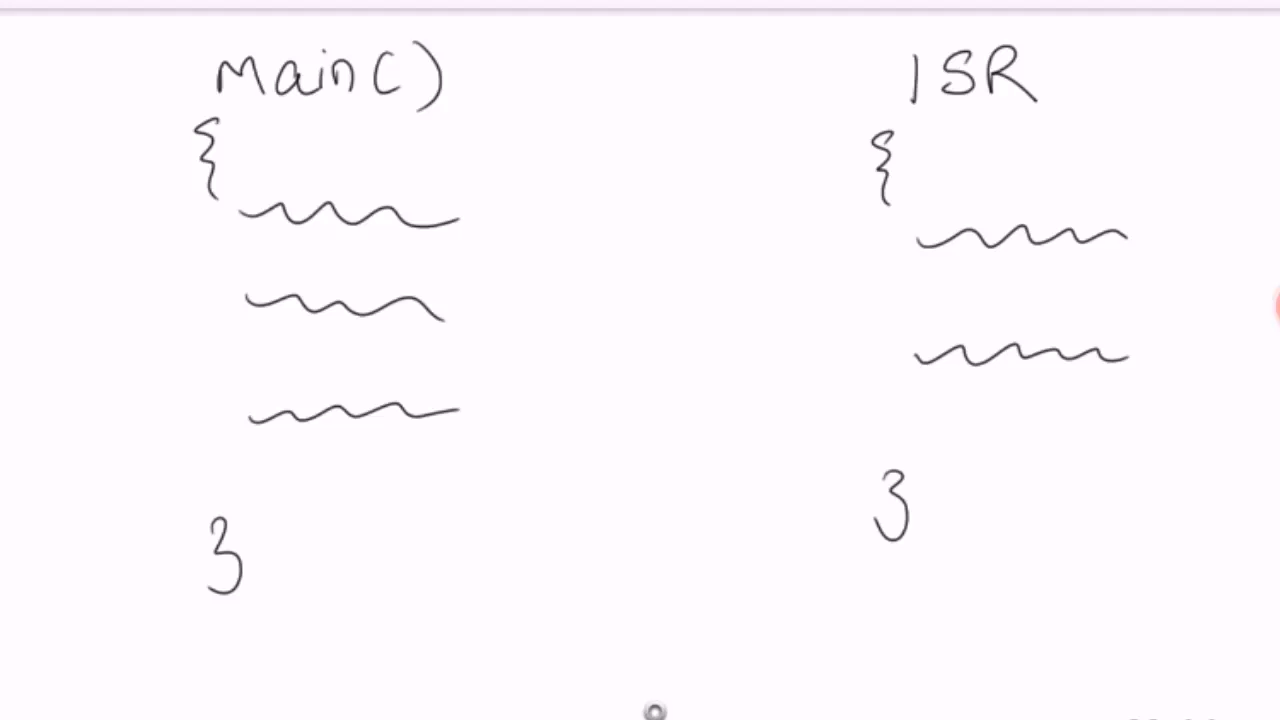 Main()
{
}
ISR
{
}